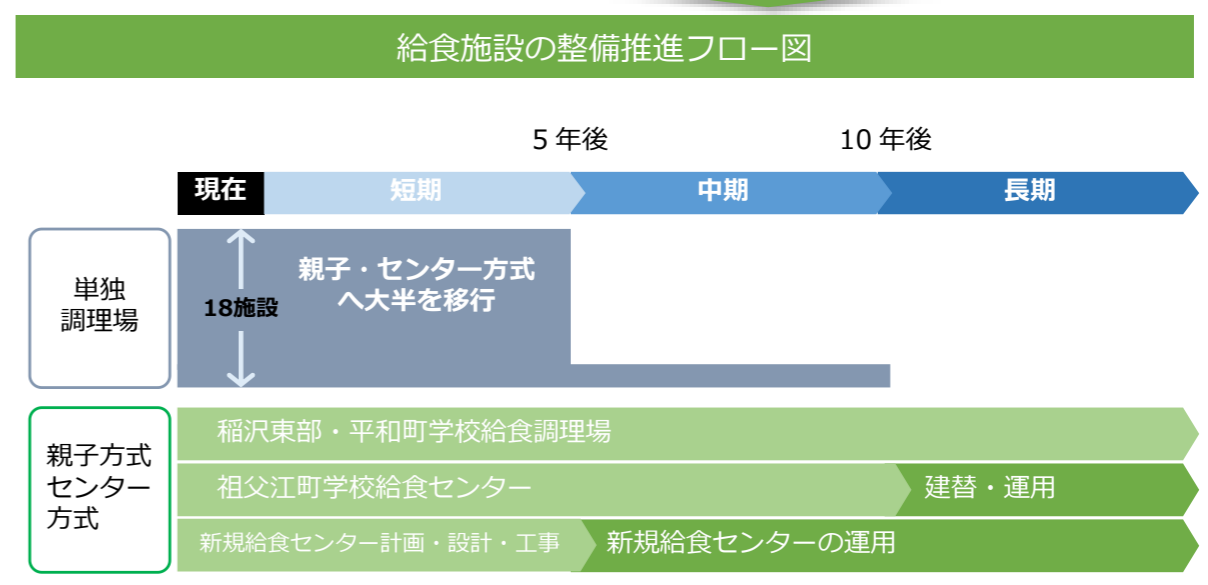 給食施設の整備推進フロー図
5年後
10年後
現在
短期
中期
長期
単独
調理場
18施設
親子・センター方式
へ大半を移行
親子方式
センター
方式
稲沢東部・平和町学校給食調理場
祖父江町学校給食センター
建替・運用
新規給食センター計画・設計・工事
新規給食センターの運用